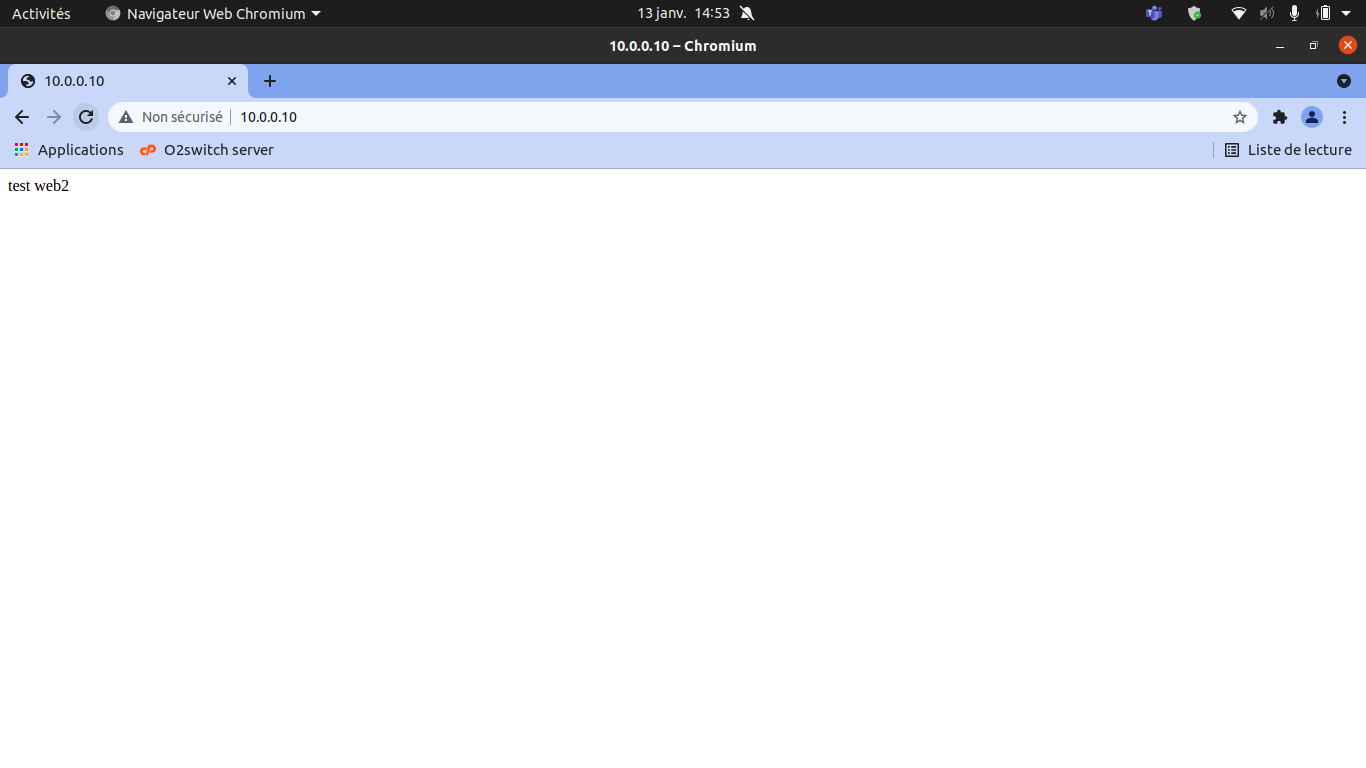 Activités Navigateur Web Chromium 13 janv. 14:53
10.0.0.10 – Chromium
10.0.0.10
Non sécurisé 10.0.0.10
Applications O2switch server Liste de lecture
test web2